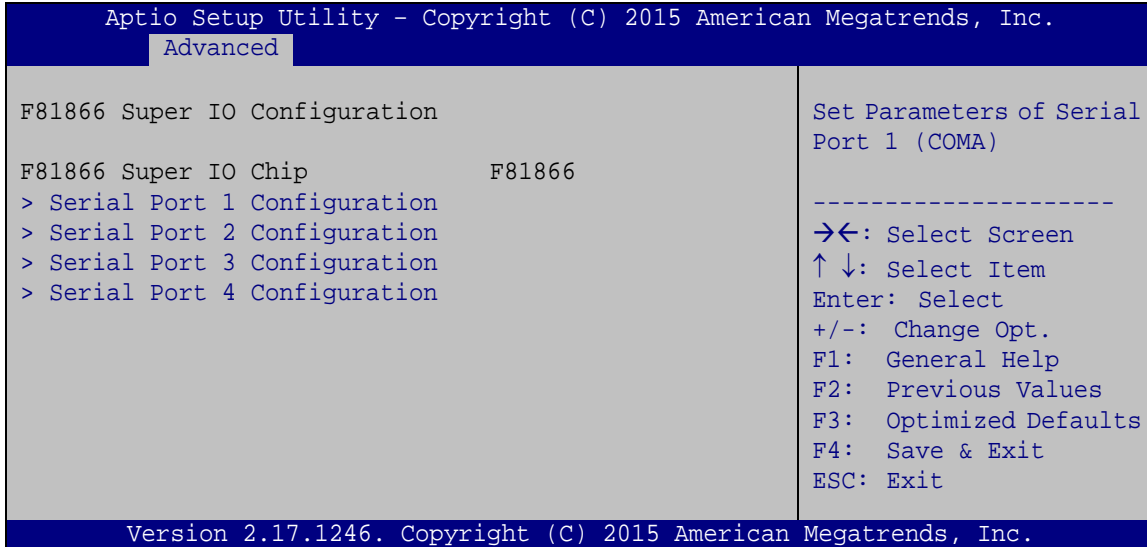 Aptio Setup Utility – Copyright (C) 2015 American Megatrends, Inc.
Advanced
F81866 Super IO Configuration
F81866 Super IO Chip F81866
> Serial Port 1 Configuration
> Serial Port 2 Configuration
> Serial Port 3 Configuration
> Serial Port 4 Configuration
Set Parameters of Serial
Port 1 (COMA)
---------------------
→←: Select Screen
↑ ↓: Select Item
Enter: Select
+/-: Change Opt.
F1: General Help
F2: Previous Values
F3: Optimized Defaults
F4: Save & Exit
ESC: Exit
Version 2.17.1246. Copyright (C) 2015 American Megatrends, Inc.